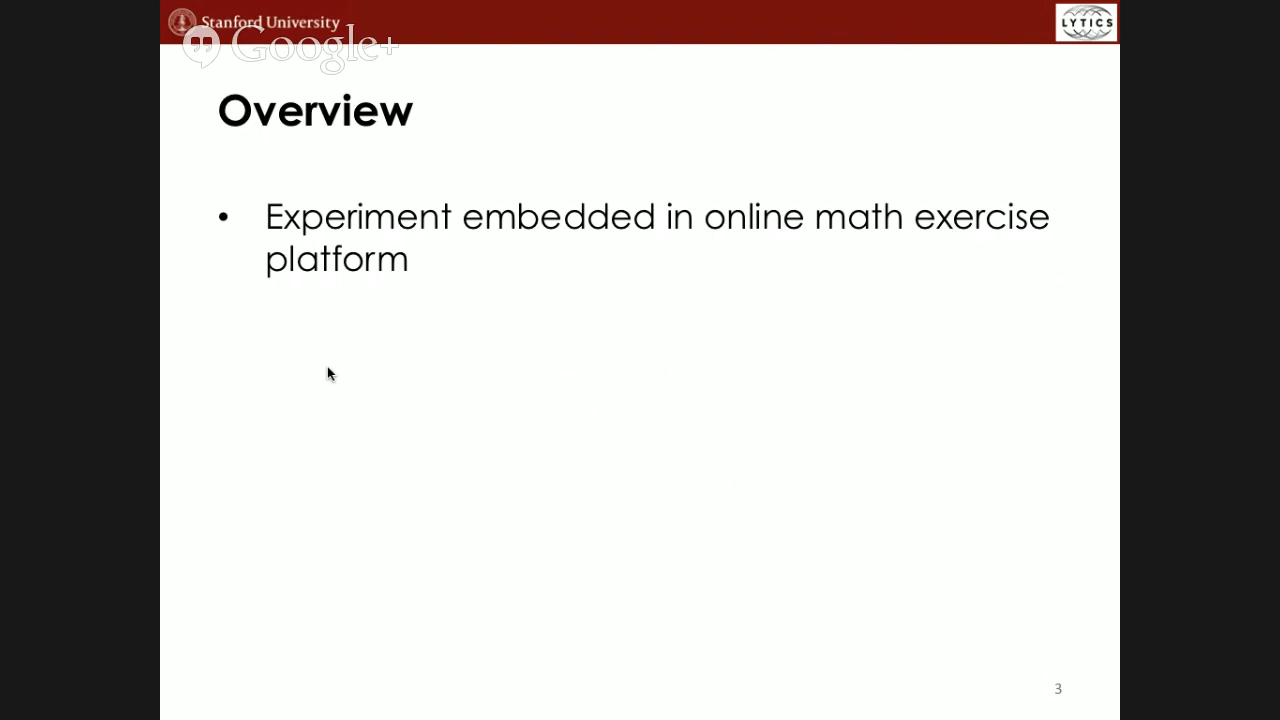 Stanford University
LYTICS
Google+
Overview
• Experiment embedded in online math exercise
platform
3